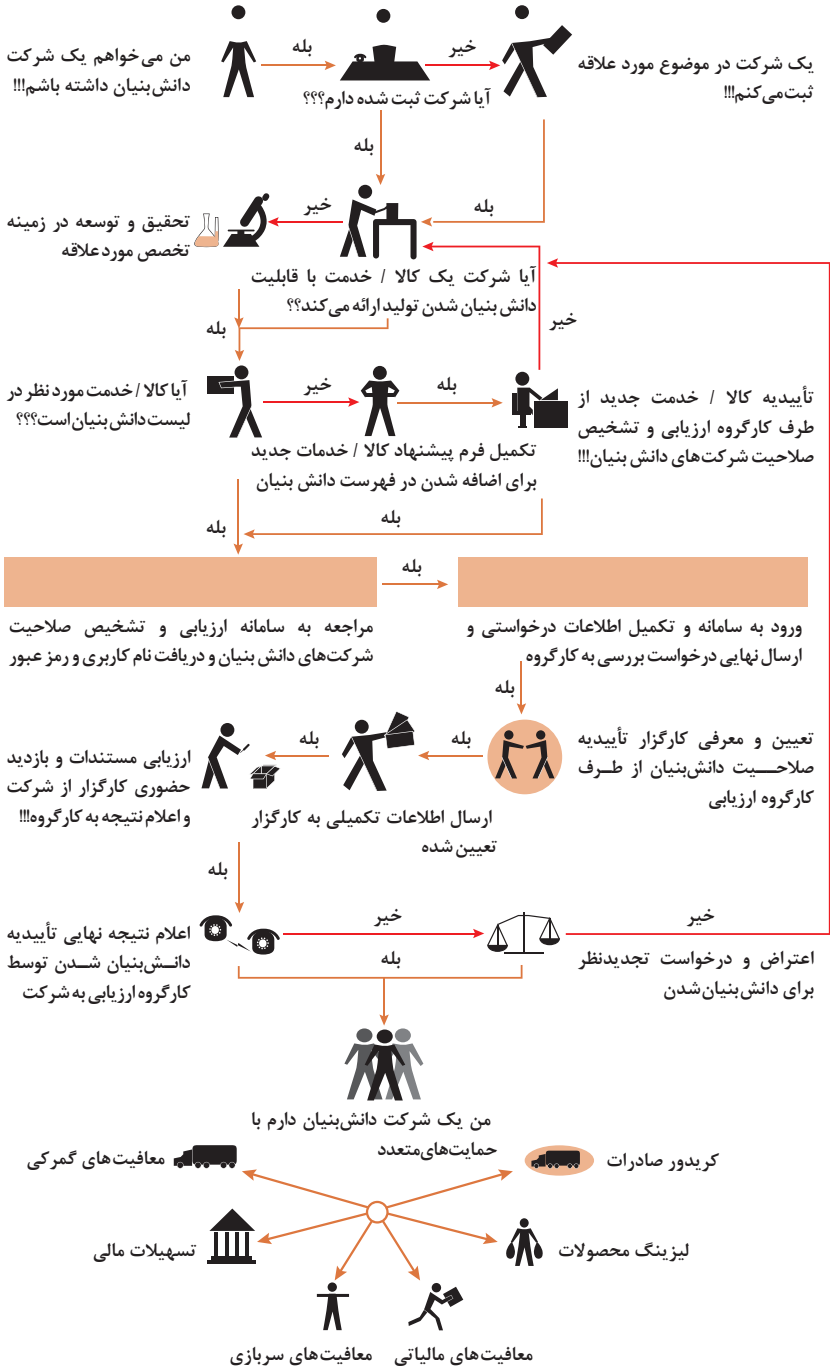 من می‌خواهم یک شرکت
دانش‌بنیان داشته باشم!!!
بله
آیا شرکت ثبت شده دارم؟؟؟
خیر
یک شرکت در موضوع مورد علاقه
ثبت‌می‌کنم!!!
بله
بله
خیر
تحقیق و توسعه در زمینه
تخصص مورد علاقه
آیا شرکت یک کالا / خدمت با قابلیت
دانش‌بنیان شدن تولید ارائه می‌کند؟؟
بله
خیر
آیا کالا / خدمت مورد نظر در
لیست دانش‌بنیان است؟؟؟
خیر
بله
تکمیل فرم پیشنهاد کالا / خدمات جدید
برای اضافه شدن در فهرست دانش بنیان
تأییدیه کالا / خدمت جدید از
طرف کارگروه ارزیابی و تشخیص
صلاحیت شرکت‌های دانش بنیان!!!
بله
بله
بله
مراجعه به سامانه ارزیابی و تشخیص صلاحیت
شرکت‌های دانش بنیان و دریافت نام کاربری و رمز عبور
ورود به سامانه و تکمیل اطلاعات درخواستی و
ارسال نهایی درخواست بررسی به کارگروه
بله
تعیین و معرفی کارگزار تأییدیه
صلاحـــیت دانش‌بنیان از طــرف
کارگروه ارزیابی
بله
ارسال اطلاعات تکمیلی به کارگزار
تعیین شده
بله
ارزیابی مستندات و بازدید
حضوری کارگزار از شرکت
و اعلام نتیجه به کارگروه!!!
بله
اعلام نتیجه نهایی تأییدیه
دانــش‌بنیان شــدن توسط
کارگروه ارزیابی به شرکت
خیر
بله
اعتراض و درخواست تجدیدنظر
برای دانش‌بنیان‌شدن
خیر
من یک شرکت دانش‌بنیان دارم با
حمایت‌های‌متعدد
کریدور صادرات
معافیت‌های گمرکی
لیزینگ محصولات
تسهیلات مالی
معافیت‌های مالیاتی
معافیت‌های سربازی